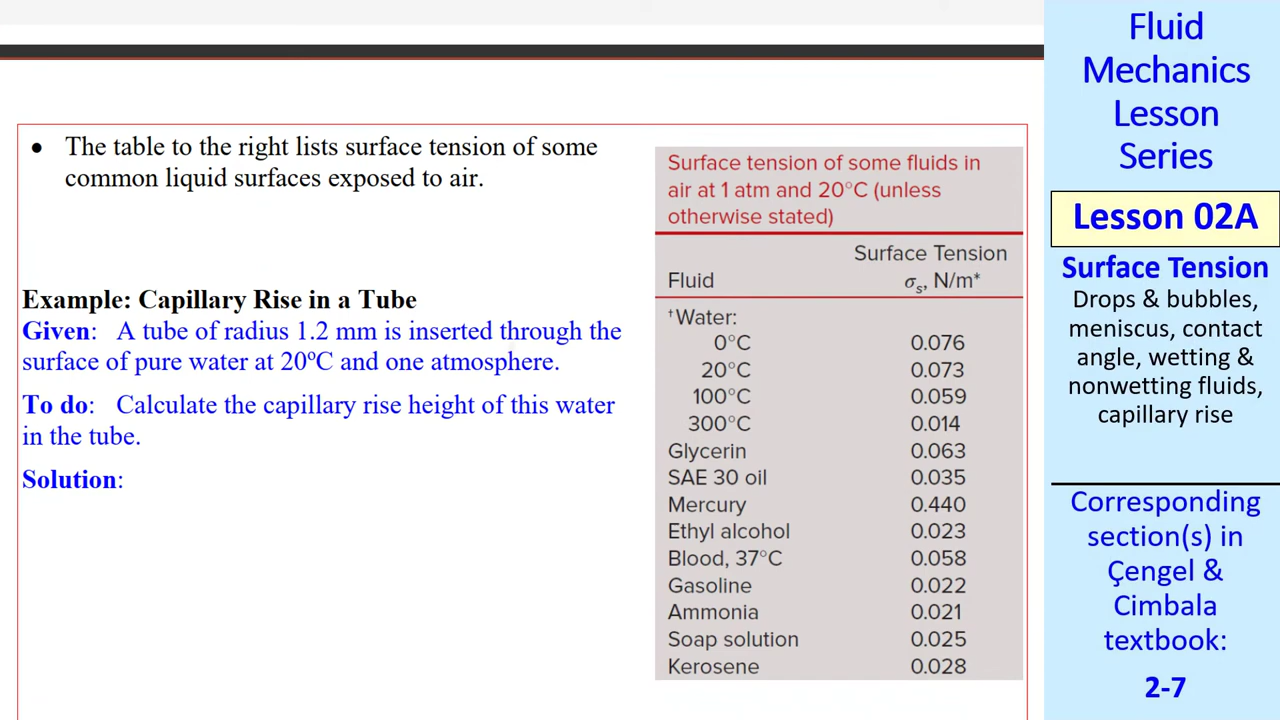 • The table to the right lists surface tension of some
common liquid surfaces exposed to air.
Example: Capillary Rise in a Tube
Given: A tube of radius 1.2 mm is inserted through the
surface of pure water at 20ºC and one atmosphere.
To do: Calculate the capillary rise height of this water
in the tube.
Solution:
Surface tension of some fluids in
air at 1 atm and 20°C (unless
otherwise stated)
Surface Tension
Fluid σs, N/m*
†Water:
0°C 0.076
20°C 0.073
100°C 0.059
300°C 0.014
Glycerin 0.063
SAE 30 oil 0.035
Mercury 0.440
Ethyl alcohol 0.023
Blood, 37°C 0.058
Gasoline 0.022
Ammonia 0.021
Soap solution 0.025
Kerosene 0.028
Fluid
Mechanics
Lesson
Series
Lesson 02A
Surface Tension
Drops & bubbles,
meniscus, contact
angle, wetting &
nonwetting fluids,
capillary rise
Corresponding
section(s) in
Çengel &
Cimbala
textbook:
2-7